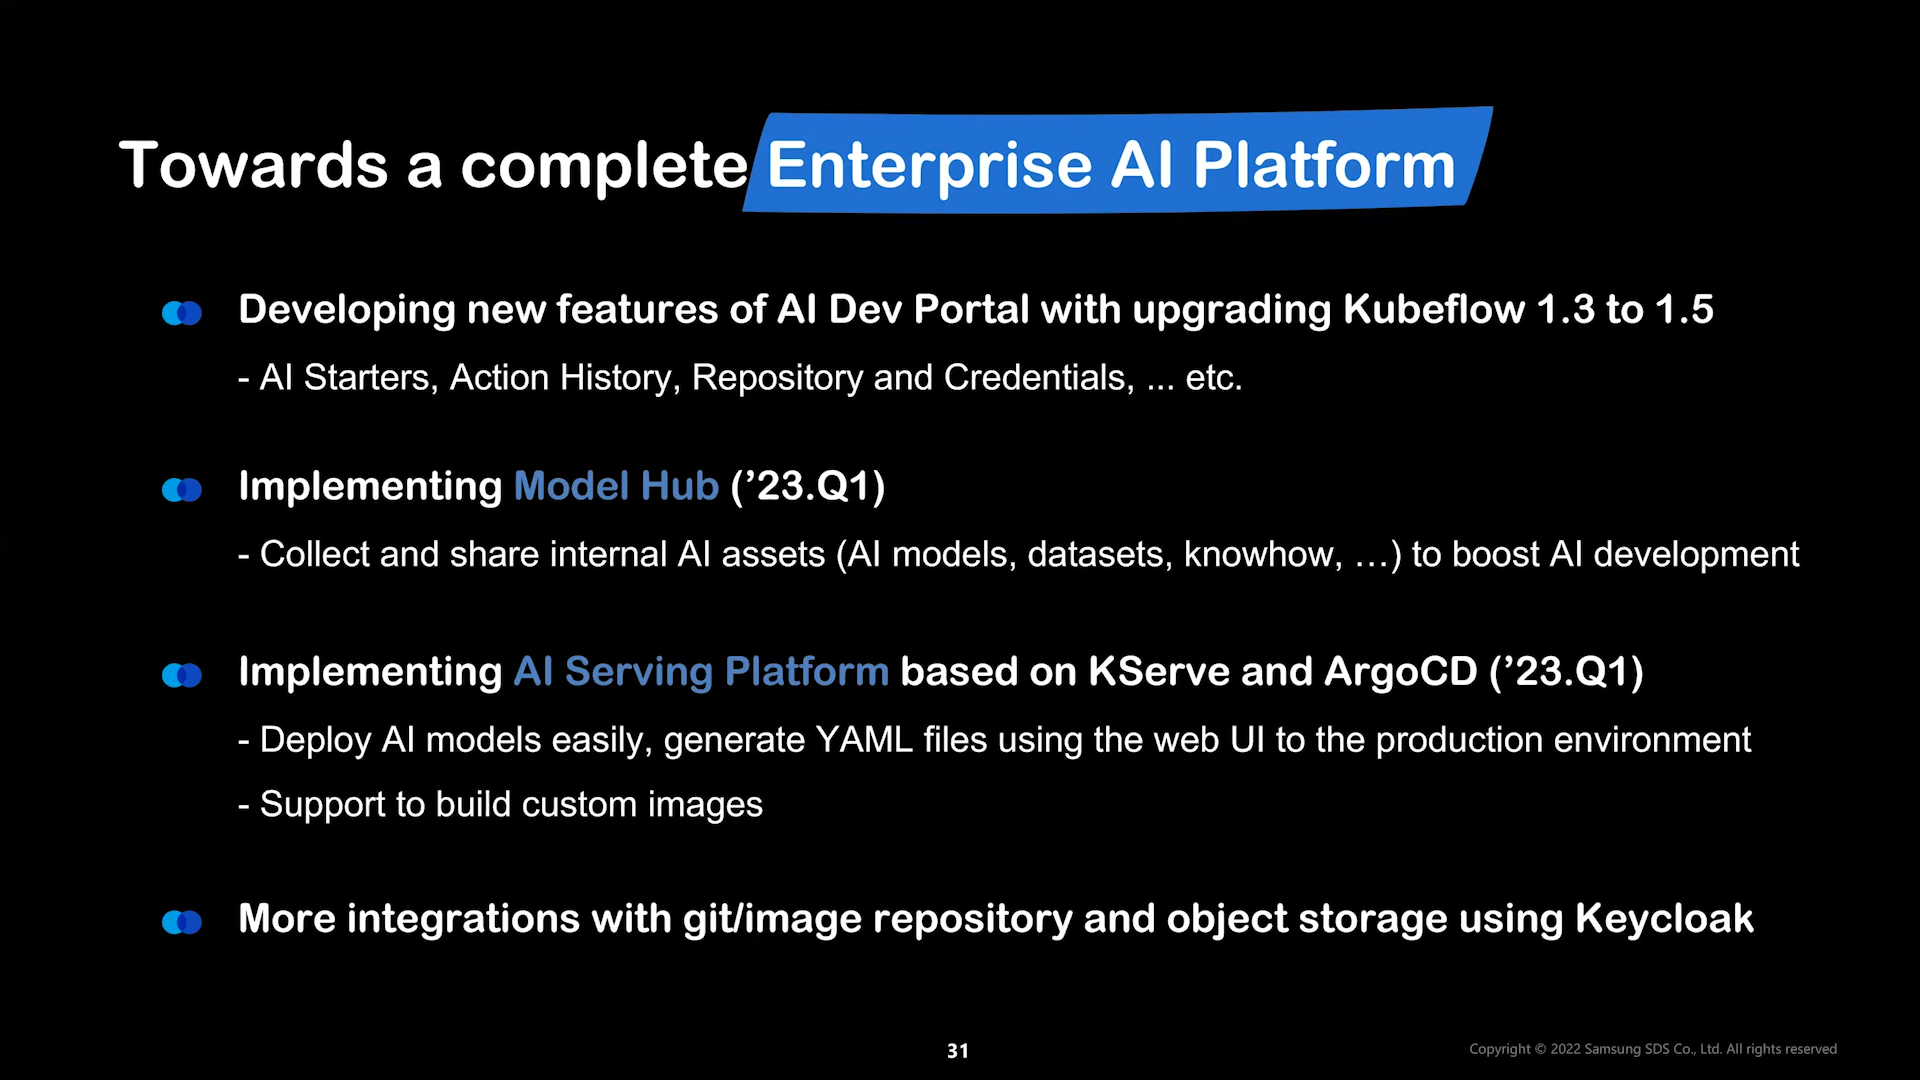 Towards a complete Enterprise AI Platform
Developing new features of AI Dev Portal with upgrading Kubeflow 1.3 to 1.5
- AI Starters, Action History, Repository and Credentials, ... etc.
Implementing Model Hub (’23.Q1)
- Collect and share internal AI assets (AI models, datasets, knowhow, …) to boost AI development
Implementing AI Serving Platform based on KServe and ArgoCD (’23.Q1)
- Deploy AI models easily, generate YAML files using the web UI to the production environment
- Support to build custom images
More integrations with git/image repository and object storage using Keycloak
31
Copyright © 2022 Samsung SDS Co., Ltd. All rights reserved